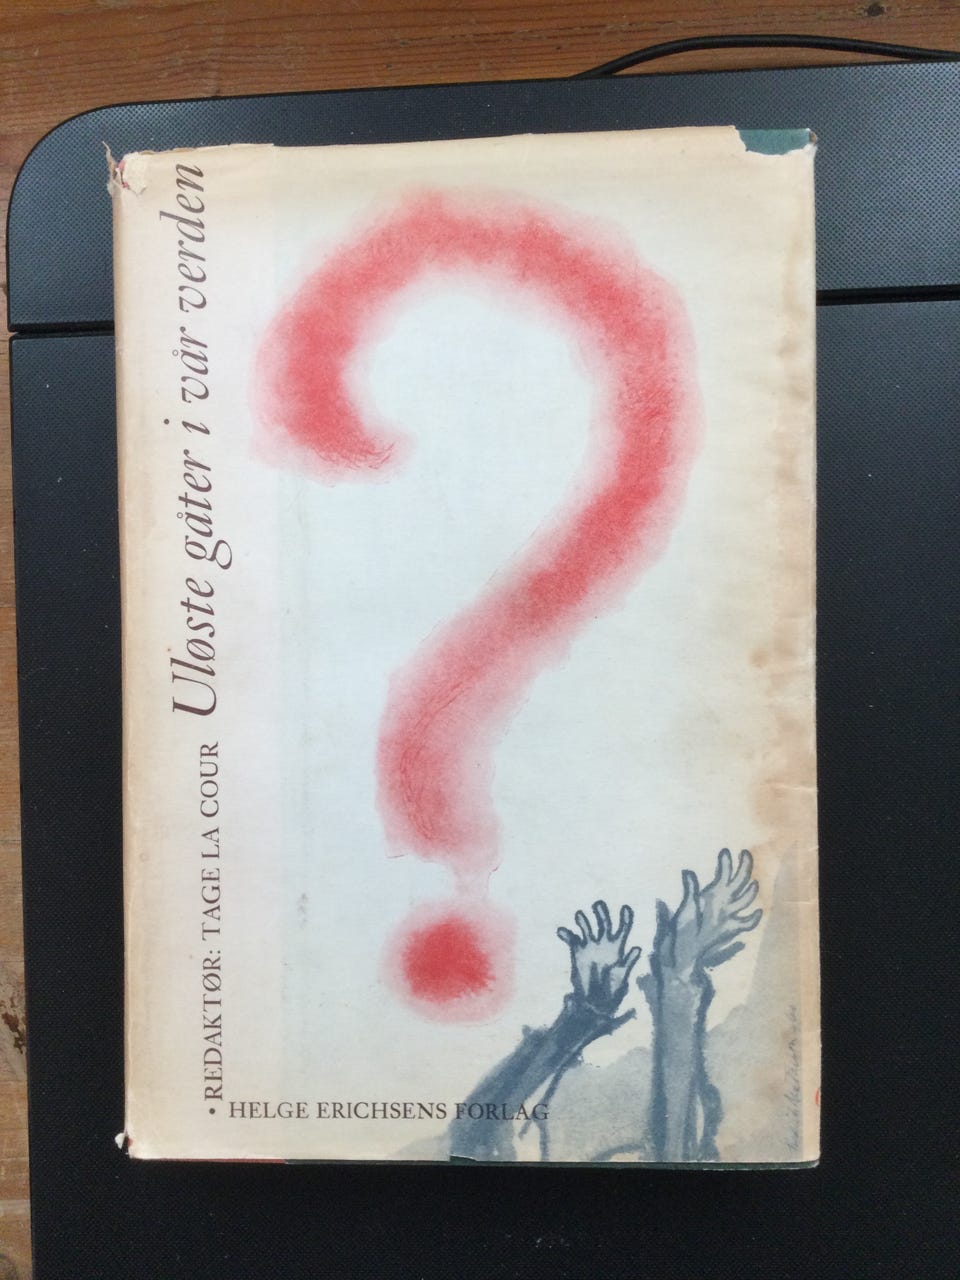 Uløste gåter i vår verden
• REDAKTØR: TAGE LA COUR
HELGE ERICHSENS FORLAG